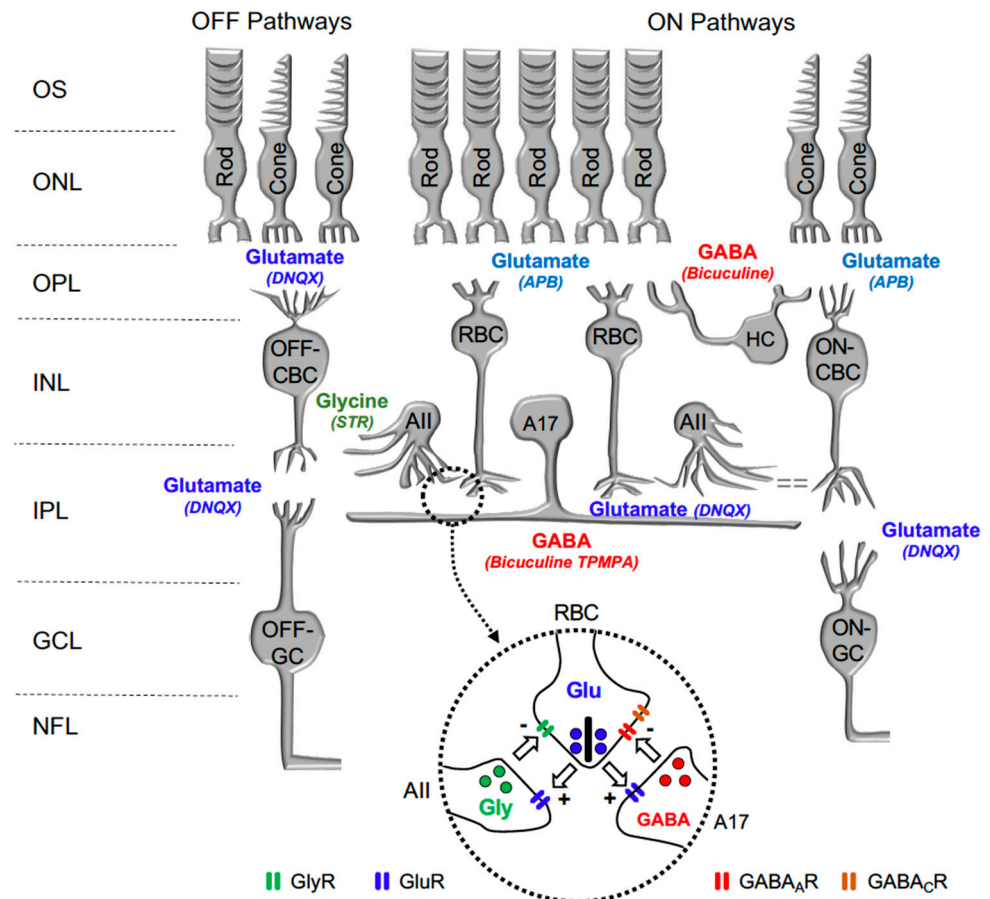 OFF Pathways
ON Pathways
OS
ONL
OPL
INL
IPL
GCL
NFL
Rod
Cone
Cone
Rod
Rod
Rod
Rod
Rod
Cone
Cone
Glutamate
(DNQX)
Glutamate
(APB)
GABA
(Bicuculine)
Glutamate
(APB)
OFF-
CBC
RBC
RBC
HC
ON-
CBC
Glycine
(STR)
AII
A17
AII
==
Glutamate
(DNQX)
Glutamate (DNQX)
Glutamate
(DNQX)
GABA
(Bicuculine TPMPA)
OFF-
GC
ON-
GC
RBC
Glu
-
-
AII
Gly
+
+
GABA
A17
GlyR
GluR
GABAAR
GABACR